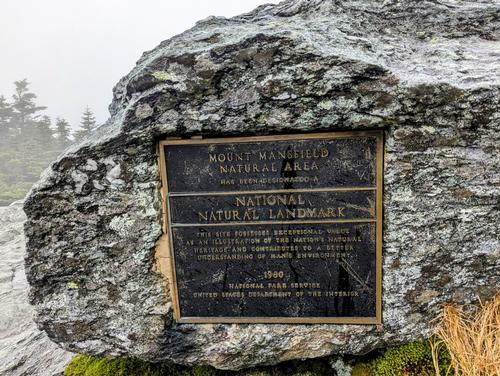 MOUNT MANSFIELD
NATURAL AREA
HAS BEEN DESIGNATED A
NATIONAL
NATURAL LANDMARK
THIS SITE POSSESSES EXCEPTIONAL VALUE
AS AN ILLUSTRATION OF THE NATION'S NATURAL
HERITAGE AND CONTRIBUTES TO A BETTER
UNDERSTANDING OF MAN'S ENVIRONMENT.
1980
NATIONAL PARK SERVICE
UNITED STATES DEPARTMENT OF THE INTERIOR